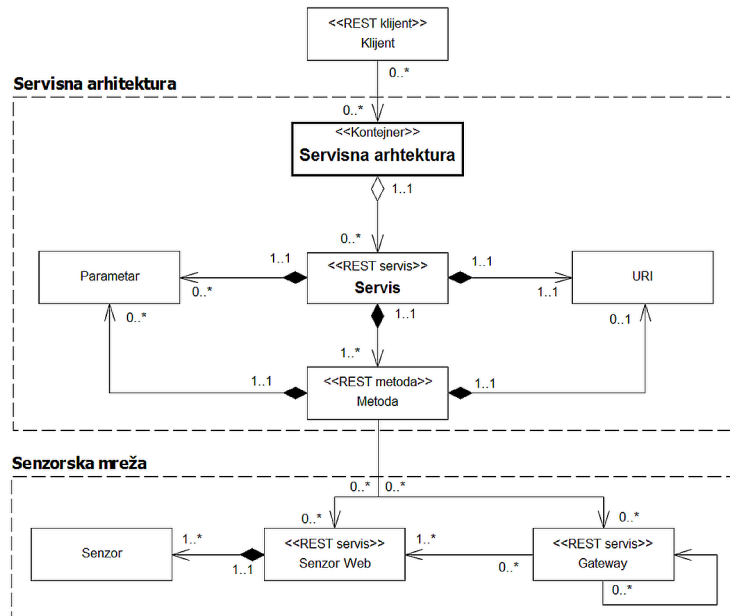 <<REST klijent>>
Klijent
0..*
Servisna arhitektura
0..*
<<Kontejner>>
Servisna arhtektura
1..1
0..*
1..1
<<REST servis>>
1..1
Parametar
Servis
URI
0..*
1..1
1..1
0..*
0..1
1..*
1..1
<<REST metoda>>
1..1
Metoda
Senzorska mreža
0..*
0..*
0..*
0..*
1..*
<<REST servis>>
1..*
<<REST servis>>
Senzor
Senzor Web
Gateway
1..1
0..*
0..*